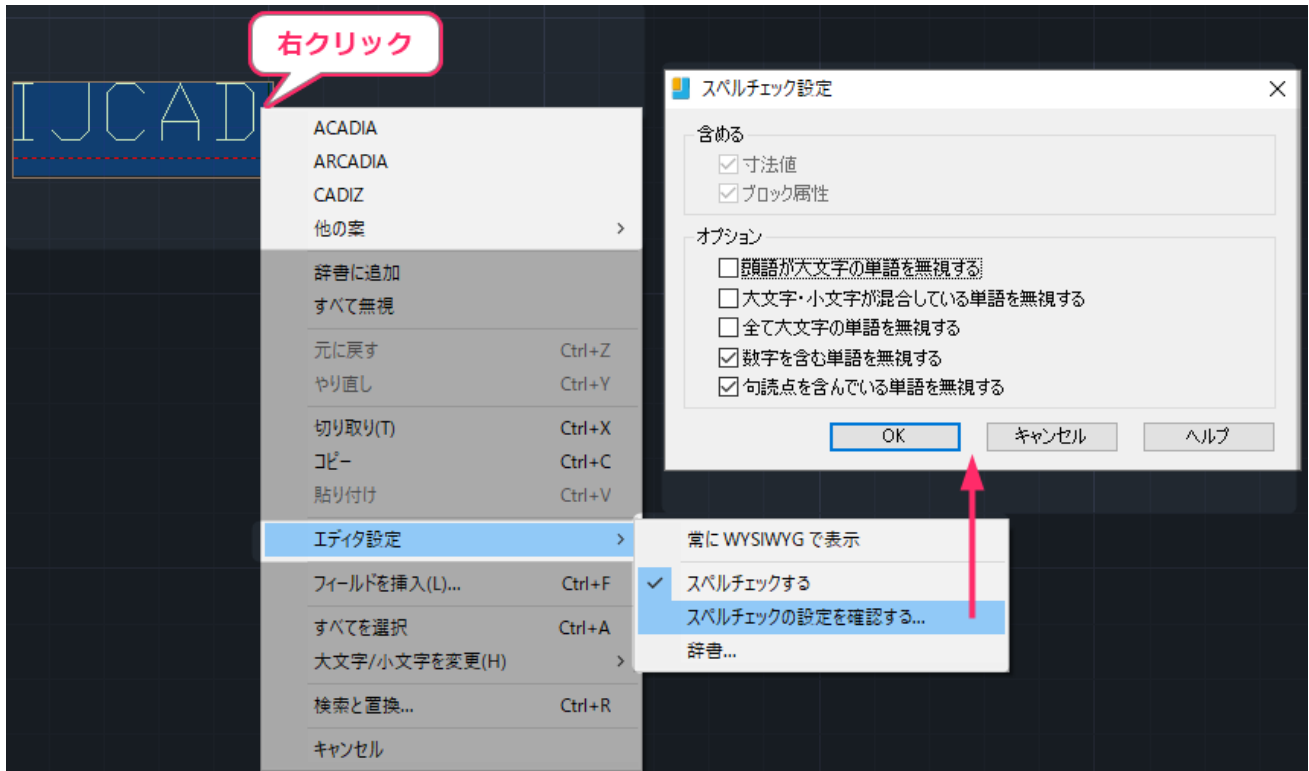 右クリック
IJCAD
ACADIA
ARCADIA
CADIZ
他の案
辞書に追加
すべて無視
元に戻す Ctrl+Z
やり直し Ctrl+Y
切り取り(T) Ctrl+X
コピー Ctrl+C
貼り付け Ctrl+V
エディタ設定
フィールドを挿入(L)... Ctrl+F
すべてを選択 Ctrl+A
大文字/小文字を変更(H)
検索と置換... Ctrl+R
キャンセル
常に WYSIWYG で表示
スペルチェックする
スペルチェックの設定を確認する...
辞書...
スペルチェック設定
含める
寸法値
ブロック属性
オプション
頭語が大文字の単語を無視する
大文字・小文字が混合している単語を無視する
全て大文字の単語を無視する
数字を含む単語を無視する
句読点を含んでいる単語を無視する
OK キャンセル ヘルプ